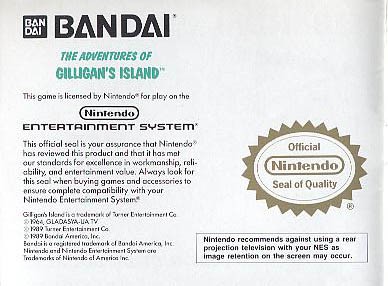 BAN
DAI
BANDAI®
THE ADVENTURES OF
GILLIGAN'S ISLAND™
This game is licensed by Nintendo® for play on the
Nintendo
ENTERTAINMENT SYSTEM®
This official seal is your assurance that Nintendo®
has reviewed this product and that it has met
our standards for excellence in workmanship, reli-
ability, and entertainment value. Always look for
this seal when buying games and accessories to
ensure complete compatibility with your
Nintendo Entertainment System®
Gilligan's Island is a trademark of Turner Entertainment Co.
© 1964, GLADASYA-UA TV
© 1989 Turner Entertainment Co.
© 1989 Bandai America, Inc.
Bandai is a registered trademark of Bandai America, Inc.
Nintendo and Nintendo Entertainment System are
Trademarks of Nintendo of America Inc.
Official
Nintendo
Seal of Quality
®
Nintendo recommends against using a rear
projection television with your NES as
image retention on the screen may occur.